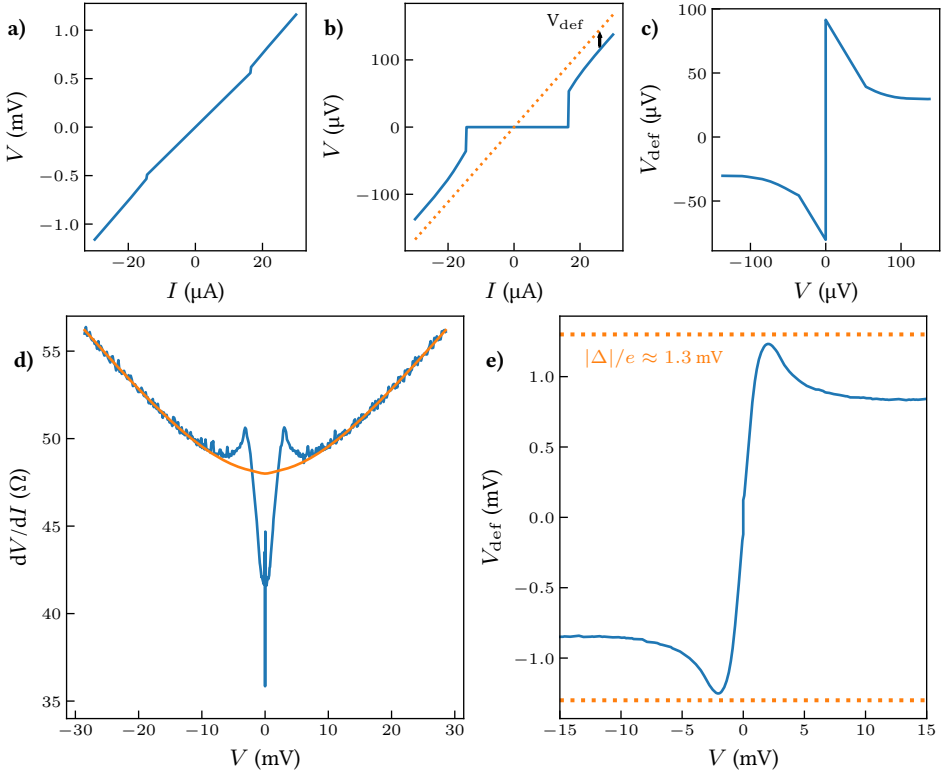 a)
1.0
0.5
0.0
−0.5
−1.0
V (mV)
−20 0 20
I (µA)
b)
V_def
100
0
−100
V (µV)
−20 0 20
I (µA)
c)
100
50
0
−50
V_def (µV)
−100 0 100
V (µV)
d)
55
50
45
40
35
dV/dI (Ω)
−30 −20 −10 0 10 20 30
V (mV)
e)
|Δ|/e ≈ 1.3 mV
1.0
0.5
0.0
−0.5
−1.0
V_def (mV)
−15 −10 −5 0 5 10 15
V (mV)